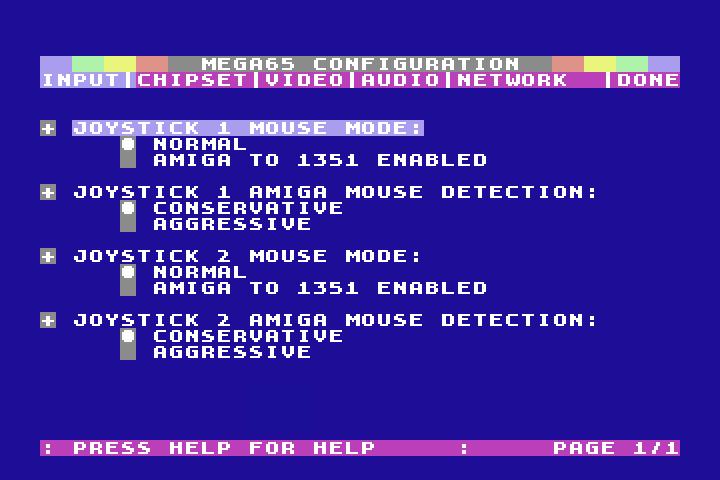 MEGA65 CONFIGURATION
INPUT|CHIPSET|VIDEO|AUDIO|NETWORK |DONE
+ JOYSTICK 1 MOUSE MODE:
NORMAL
AMIGA TO 1351 ENABLED
+ JOYSTICK 1 AMIGA MOUSE DETECTION:
CONSERVATIVE
AGGRESSIVE
+ JOYSTICK 2 MOUSE MODE:
NORMAL
AMIGA TO 1351 ENABLED
+ JOYSTICK 2 AMIGA MOUSE DETECTION:
CONSERVATIVE
AGGRESSIVE
: PRESS HELP FOR HELP : PAGE 1/1